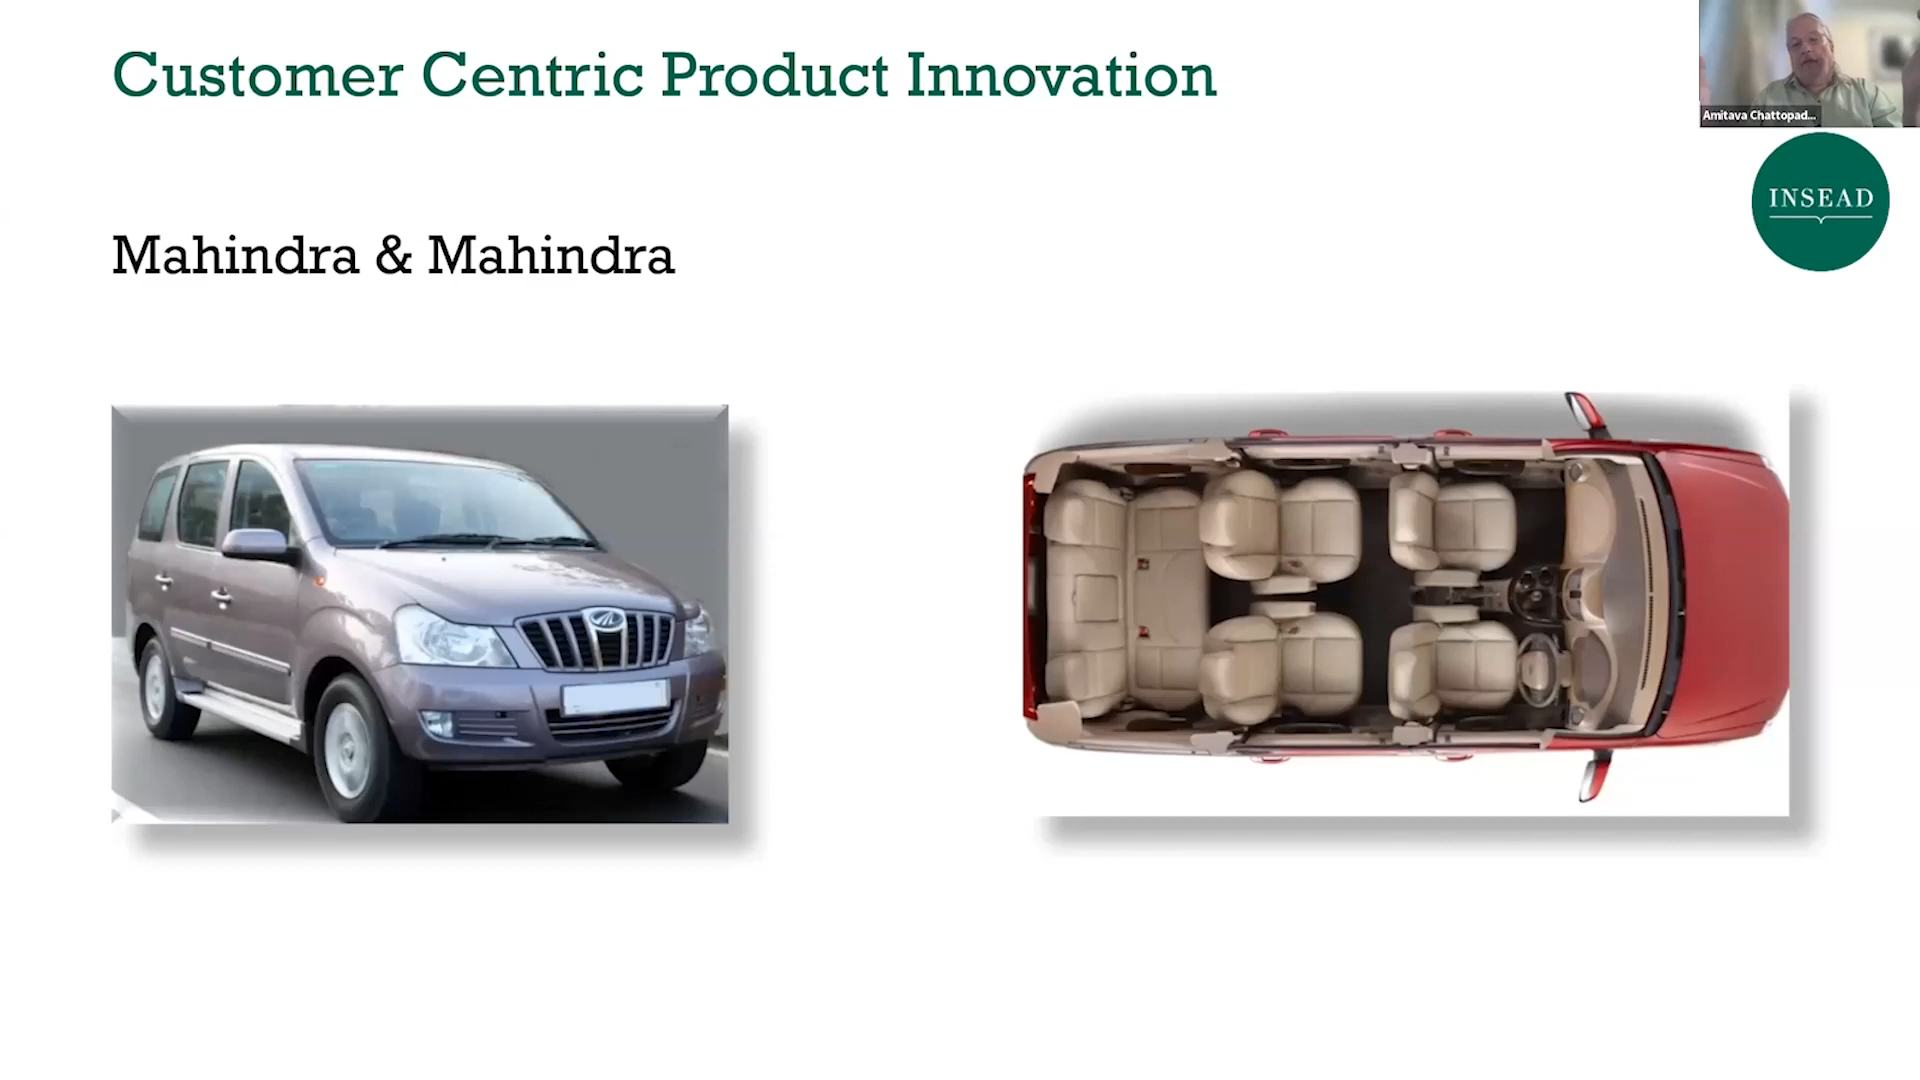 Customer Centric Product Innovation
Amitava Chattopad...
INSEAD
Mahindra & Mahindra